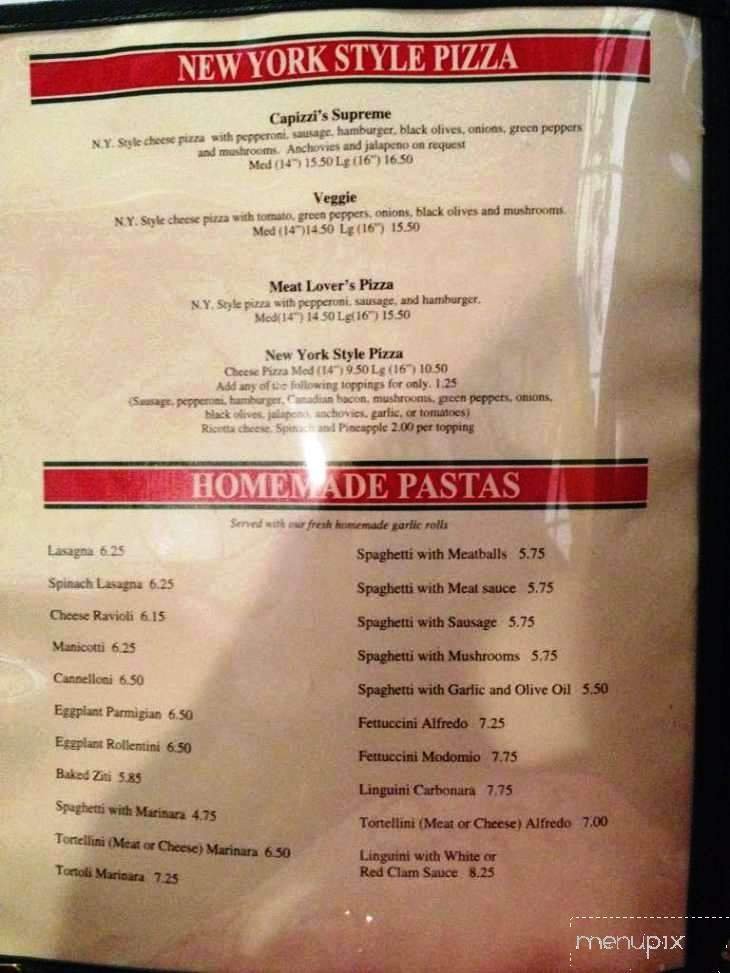 NEW YORK STYLE PIZZA
Capizzi's Supreme
N.Y. Style cheese pizza with pepperoni, sausage, hamburger, black olives, onions, green peppers
and mushrooms. Anchovies and jalapeno on request
Med (14") 15.50 Lg (16") 16.50
Veggie
N.Y. Style cheese pizza with tomato, green peppers, onions, black olives and mushrooms.
Med (14")14.50 Lg (16") 15.50
Meat Lover's Pizza
N.Y. Style pizza with pepperoni, sausage, and hamburger.
Med(14") 14.50 Lg(16") 15.50
New York Style Pizza
Cheese Pizza Med (14") 9.50 Lg (16") 10.50
Add any of the following toppings for only. 1.25
(Sausage, pepperoni, hamburger, Canadian bacon, mushrooms, green peppers, onions,
black olives, jalapeno, anchovies, garlic, or tomatoes)
Ricotta cheese, Spinach and Pineapple 2.00 per topping
HOMEMADE PASTAS
Served with our fresh homemade garlic rolls
Lasagna 6.25
Spinach Lasagna 6.25
Cheese Ravioli 6.15
Manicotti 6.25
Cannelloni 6.50
Eggplant Parmigian 6.50
Eggplant Rollentini 6.50
Baked Ziti 5.85
Spaghetti with Marinara 4.75
Tortellini (Meat or Cheese) Marinara 6.50
Tortoli Marinara 7.25
Spaghetti with Meatballs 5.75
Spaghetti with Meat sauce 5.75
Spaghetti with Sausage 5.75
Spaghetti with Mushrooms 5.75
Spaghetti with Garlic and Olive Oil 5.50
Fettuccini Alfredo 7.25
Fettuccini Modomio 7.75
Linguini Carbonara 7.75
Tortellini (Meat or Cheese) Alfredo 7.00
Linguini with White or
Red Clam Sauce 8.25
menupix